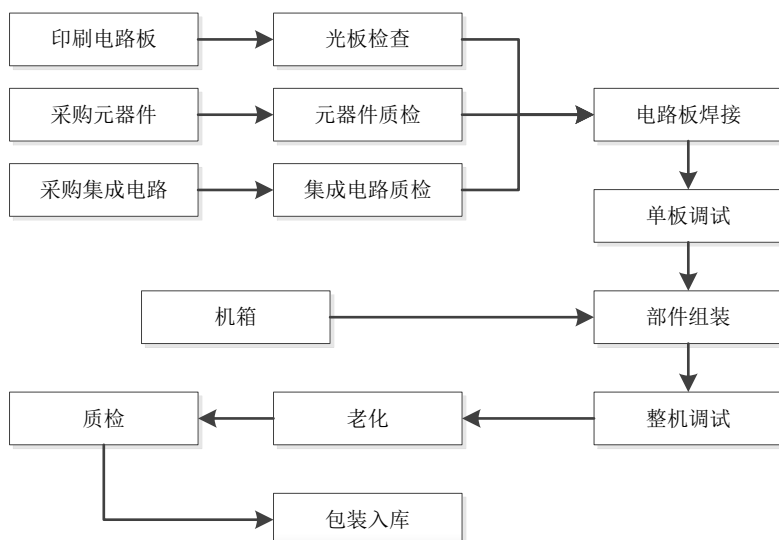 印刷电路板
光板检查
采购元器件
元器件质检
电路板焊接
采购集成电路
集成电路质检
单板调试
机箱
部件组装
质检
老化
整机调试
包装入库